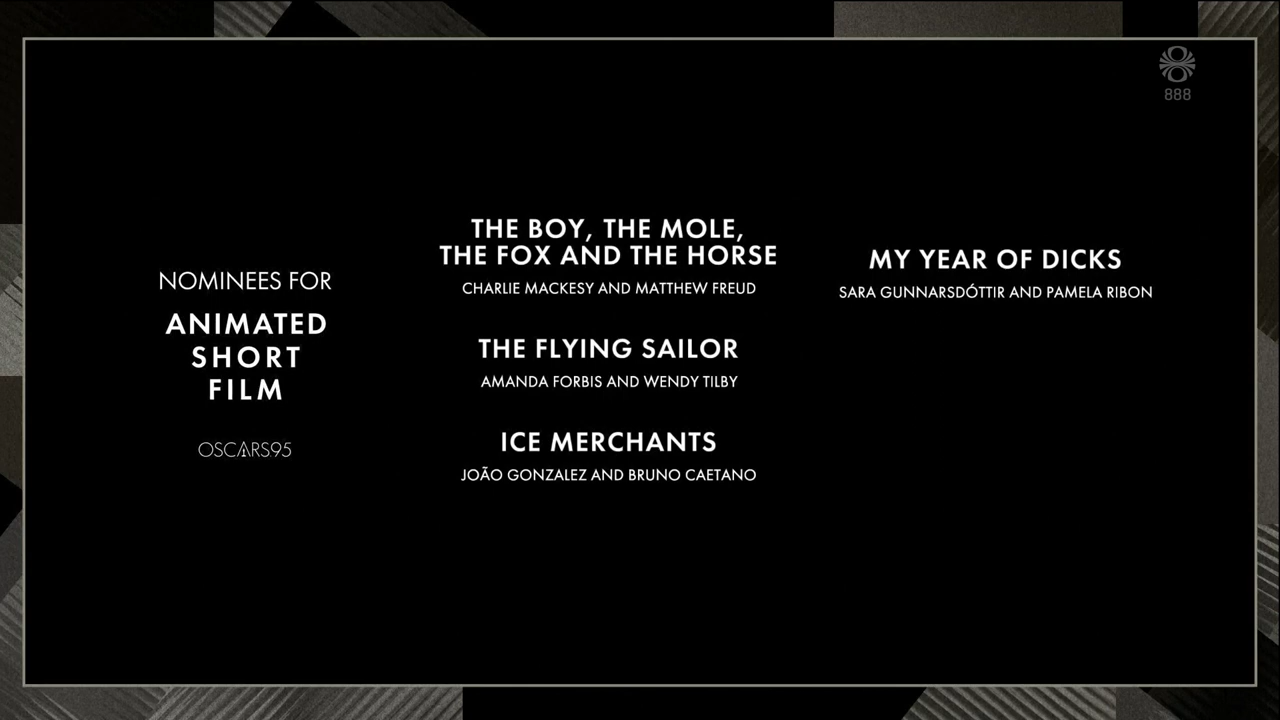 888
NOMINEES FOR
ANIMATED
SHORT
FILM
OSCARS95
THE BOY, THE MOLE,
THE FOX AND THE HORSE
CHARLIE MACKESY AND MATTHEW FREUD
THE FLYING SAILOR
AMANDA FORBIS AND WENDY TILBY
ICE MERCHANTS
JOÃO GONZALEZ AND BRUNO CAETANO
MY YEAR OF DICKS
SARA GUNNARSDÓTTIR AND PAMELA RIBON